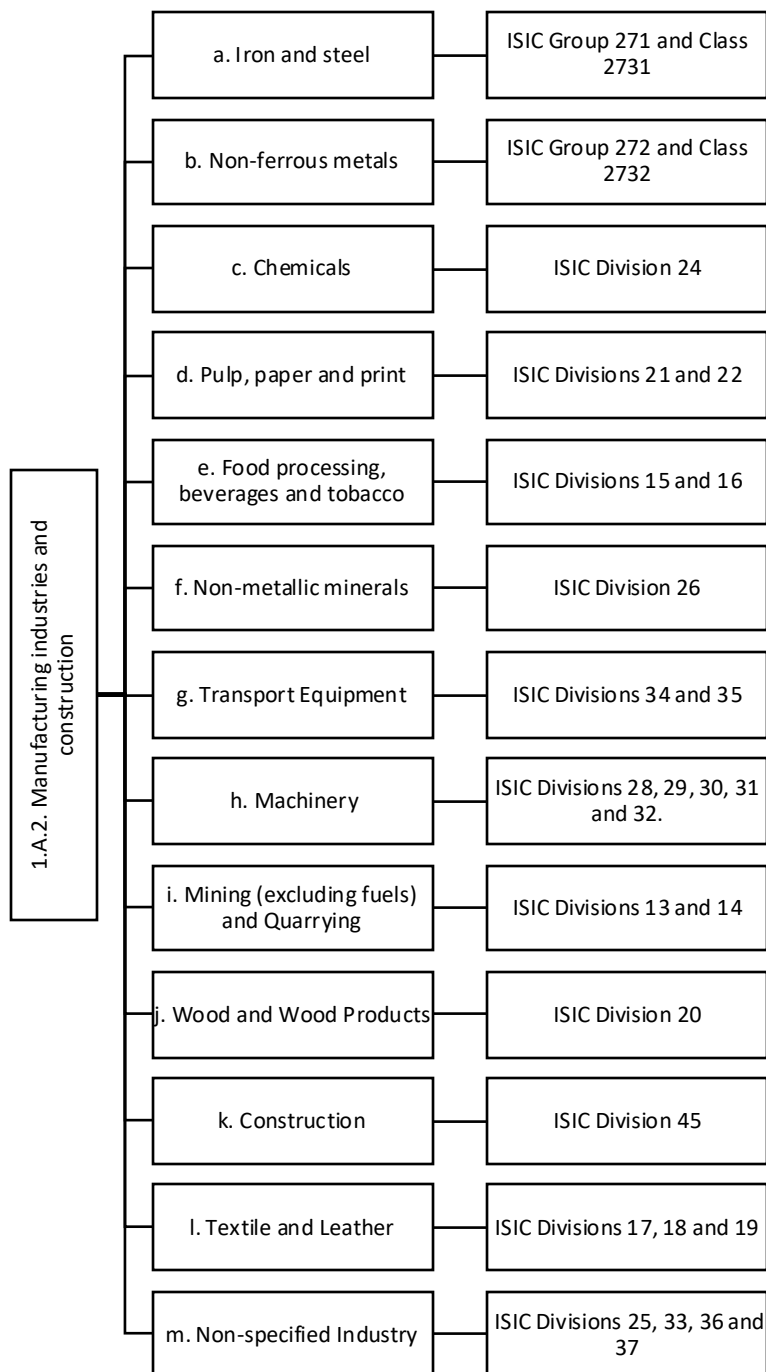 1.A.2. Manufacturing industries and
construction
a. Iron and steel
ISIC Group 271 and Class
2731
b. Non-ferrous metals
ISIC Group 272 and Class
2732
c. Chemicals
ISIC Division 24
d. Pulp, paper and print
ISIC Divisions 21 and 22
e. Food processing,
beverages and tobacco
ISIC Divisions 15 and 16
f. Non-metallic minerals
ISIC Division 26
g. Transport Equipment
ISIC Divisions 34 and 35
h. Machinery
ISIC Divisions 28, 29, 30, 31
and 32.
i. Mining (excluding fuels)
and Quarrying
ISIC Divisions 13 and 14
j. Wood and Wood Products
ISIC Division 20
k. Construction
ISIC Division 45
l. Textile and Leather
ISIC Divisions 17, 18 and 19
m. Non-specified Industry
ISIC Divisions 25, 33, 36 and
37